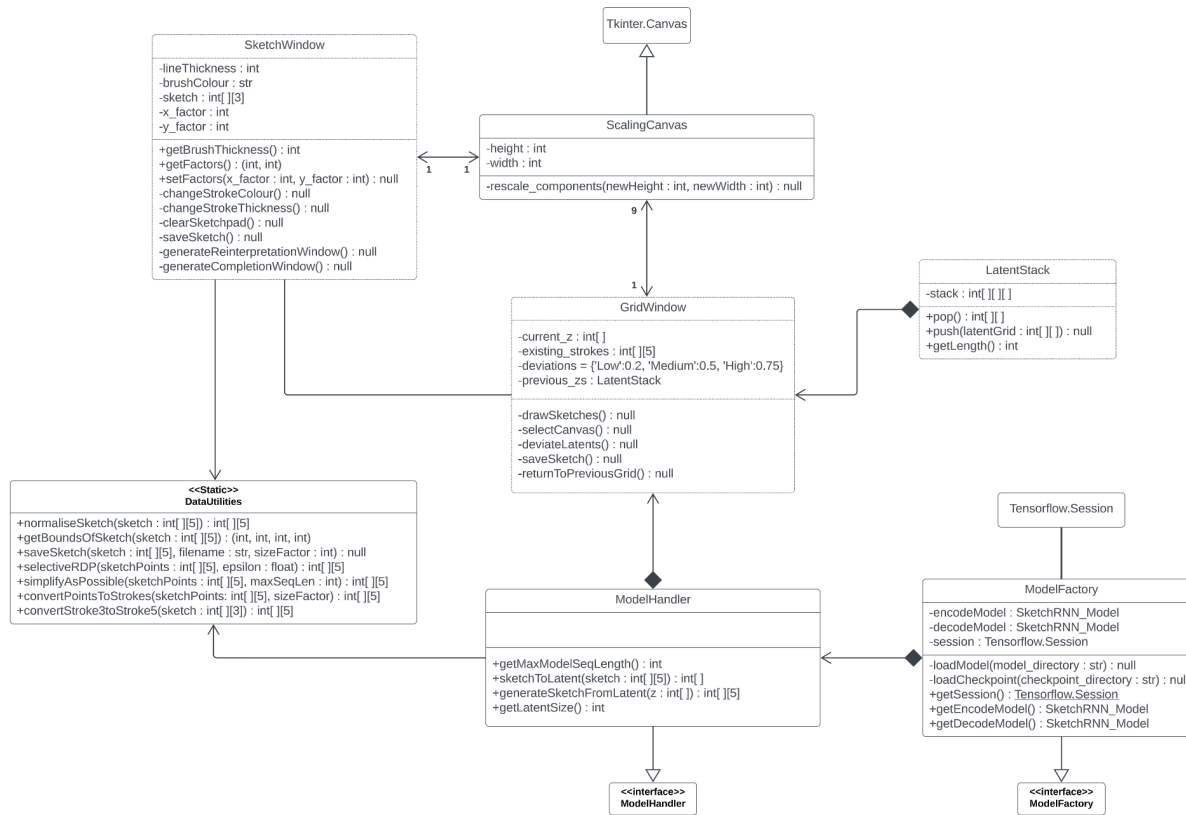 Tkinter.Canvas
SketchWindow
-lineThickness : int
-brushColour : str
-sketch : int[ ][3]
-x_factor : int
-y_factor : int
+getBrushThickness() : int
+getFactors() : (int, int)
+setFactors(x_factor : int, y_factor : int) : null
-changeStrokeColour() : null
-changeStrokeThickness() : null
-clearSketchpad() : null
-saveSketch() : null
-generateReinterpretationWindow() : null
-generateCompletionWindow() : null
1
1
ScalingCanvas
-height : int
-width : int
-rescale_components(newHeight : int, newWidth : int) : null
9
1
GridWindow
-current_z : int[ ]
-existing_strokes : int[ ][5]
-deviations = {'Low':0.2, 'Medium':0.5, 'High':0.75}
-previous_zs : LatentStack
-drawSketches() : null
-selectCanvas() : null
-deviateLatents() : null
-saveSketch() : null
-returnToPreviousGrid() : null
LatentStack
-stack : int[ ][ ][ ]
+pop() : int[ ][ ]
+push(latentGrid : int[ ][ ]) : null
+getLength() : int
<<Static>>
DataUtilities
+normaliseSketch(sketch : int[ ][5]) : int[ ][5]
+getBoundsOfSketch(sketch : int[ ][5]) : (int, int, int, int)
+saveSketch(sketch : int[ ][5], filename : str, sizeFactor : int) : null
+selectiveRDP(sketchPoints : int[ ][5], epsilon : float) : int[ ][5]
+simplifyAsPossible(sketchPoints : int[ ][5], maxSeqLen : int) : int[ ][5]
+convertPointsToStrokes(sketchPoints: int[ ][5], sizeFactor) : int[ ][5]
+convertStroke3toStroke5(sketch : int[ ][3]) : int[ ][5]
ModelHandler
+getMaxModelSeqLength() : int
+sketchToLatent(sketch : int[ ][5]) : int[ ]
+generateSketchFromLatent(z : int[ ]) : int[ ][5]
+getLatentSize() : int
<<interface>>
ModelHandler
Tensorflow.Session
ModelFactory
-encodeModel : SketchRNN_Model
-decodeModel : SketchRNN_Model
-session : Tensorflow.Session
-loadModel(model_directory : str) : null
-loadCheckpoint(checkpoint_directory : str) : nul
+getSession() : Tensorflow.Session
+getEncodeModel() : SketchRNN_Model
+getDecodeModel() : SketchRNN_Model
<<interface>>
ModelFactory